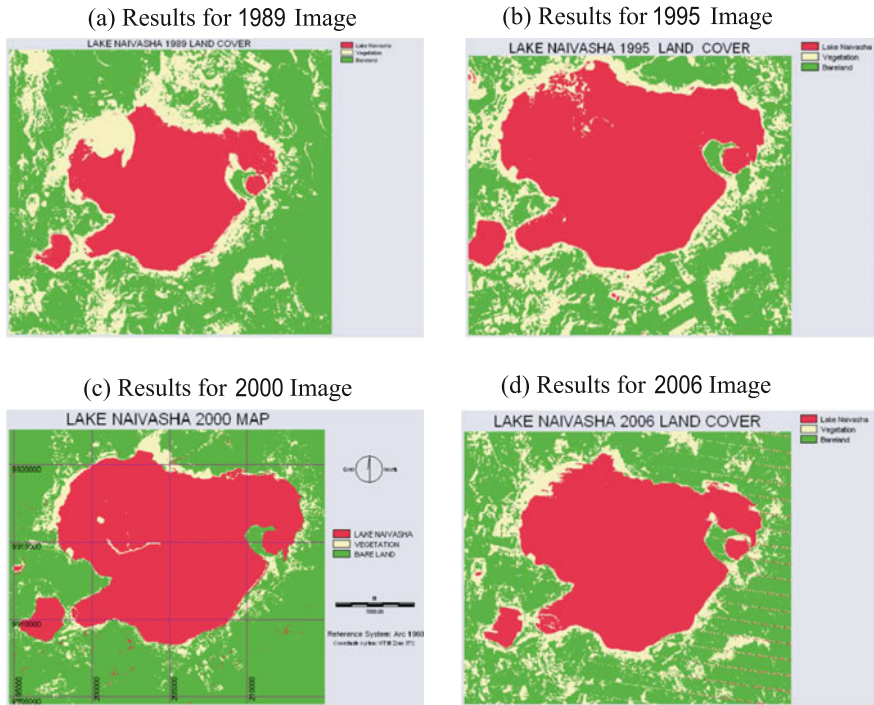 (a) Results for 1989 Image
LAKE NAIVASHA 1989 LAND COVER
Lake Naivasha
Vegetation
Bareland
(b) Results for 1995 Image
LAKE NAIVASHA 1995 LAND COVER
Lake Naivasha
Vegetation
Bareland
(c) Results for 2000 Image
LAKE NAIVASHA 2000 MAP
9920000
LAKE NAIVASHA
VEGETATION
BARE LAND
200000
205000
210000
Reference System: Arc 1960
(d) Results for 2006 Image
LAKE NAIVASHA 2006 LAND COVER
Lake Naivasha
Vegetation
Bareland